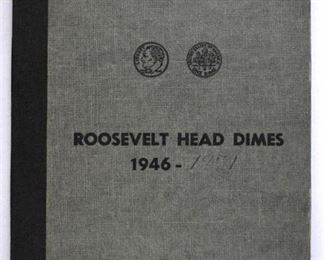 ROOSEVELT HEAD DIMES
1946 -